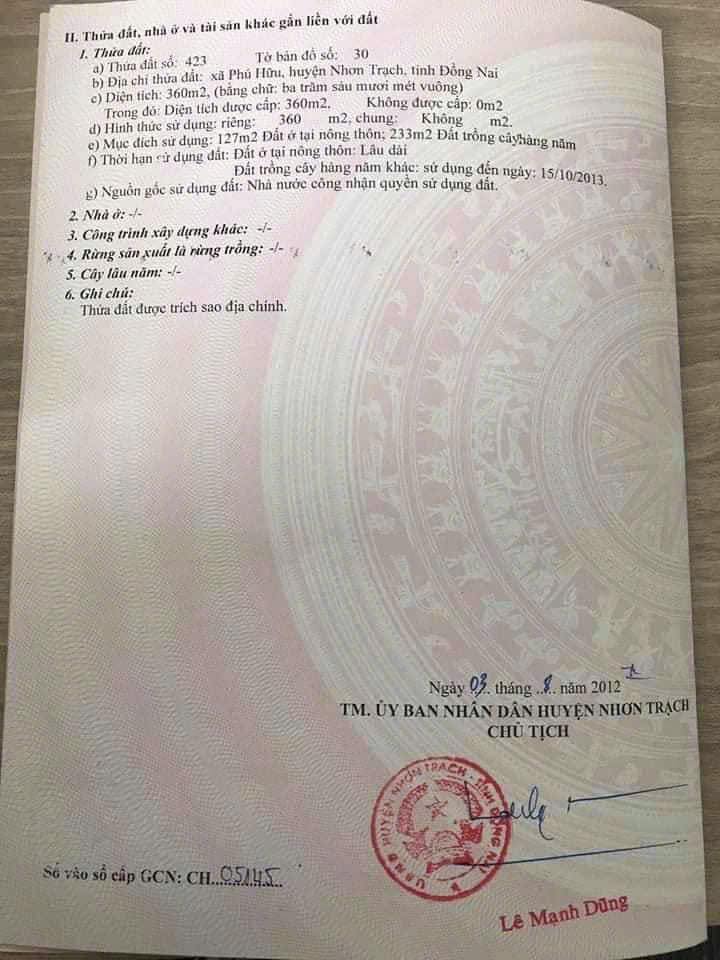 II. Thửa đất, nhà ở và tài sản khác gắn liền với đất
1. Thửa đất:
a) Thửa đất số: 423 Tờ bản đồ số: 30
b) Địa chỉ thửa đất: xã Phú Hữu, huyện Nhơn Trạch, tỉnh Đồng Nai
c) Diện tích: 360m2, (bằng chữ: ba trăm sáu mươi mét vuông)
Trong đó: Diện tích được cấp: 360m2, Không được cấp: 0m2
d) Hình thức sử dụng: riêng: 360 m2, chung: Không m2.
e) Mục đích sử dụng: 127m2 Đất ở tại nông thôn; 233m2 Đất trồng cây hàng năm
f) Thời hạn sử dụng đất: Đất ở tại nông thôn: Lâu dài
Đất trồng cây hàng năm khác: sử dụng đến ngày: 15/10/2013.
g) Nguồn gốc sử dụng đất: Nhà nước công nhận quyền sử dụng đất.
2. Nhà ở: -/-
3. Công trình xây dựng khác: -/-
4. Rừng sản xuất là rừng trồng: -/-
5. Cây lâu năm: -/-
6. Ghi chú:
Thửa đất được trích sao địa chính.
Ngày 03. tháng ..8.. năm 2012
TM. ỦY BAN NHÂN DÂN HUYỆN NHƠN TRẠCH
CHỦ TỊCH
UBND HUYỆN NHƠN TRẠCH - TỈNH ĐỒNG NAI
Số vào sổ cấp GCN: CH...05145...
Lê Mạnh Dũng